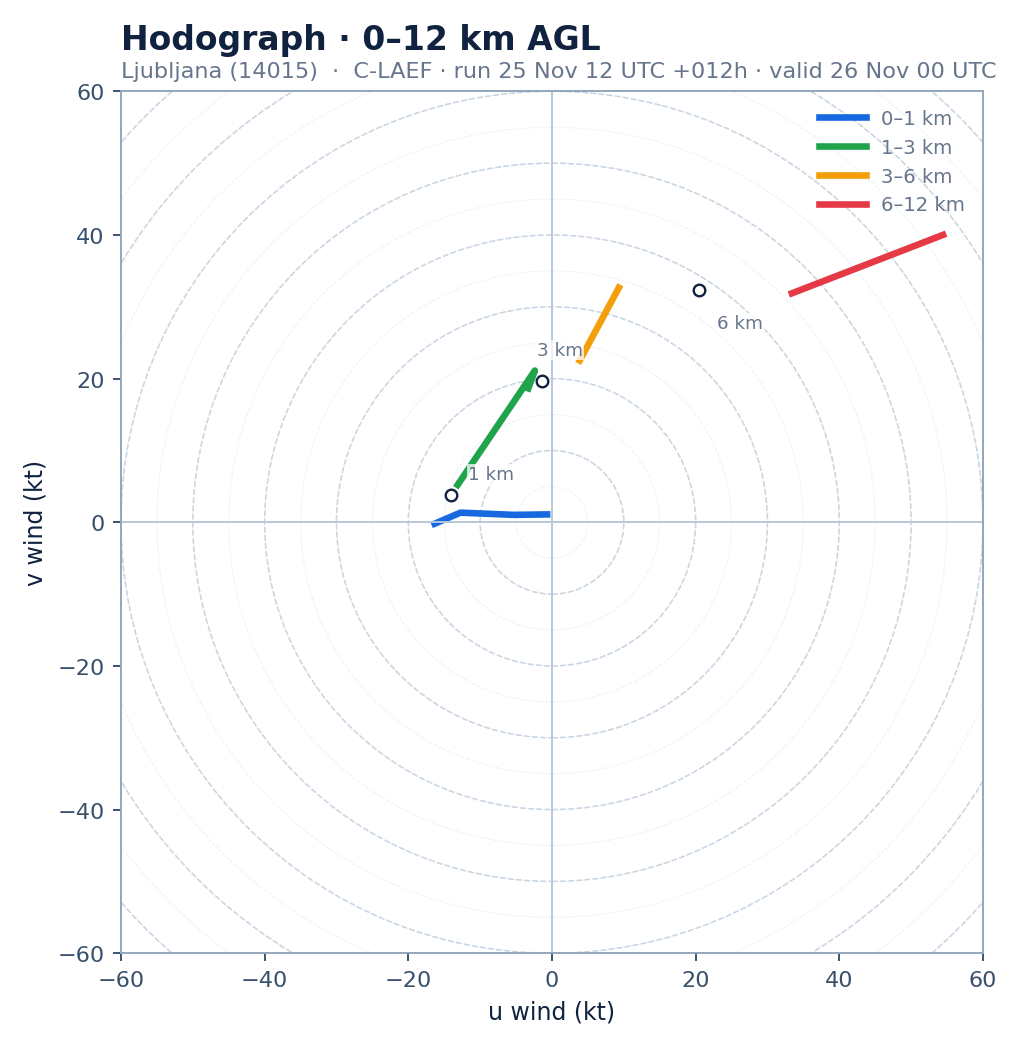 Hodograph · 0–12 km AGL
Ljubljana (14015)  ·  C-LAEF · run 25 Nov 12 UTC +012h · valid 26 Nov 00 UTC
60
40
20
0
−20
−40
−60
v wind (kt)
0–1 km
1–3 km
3–6 km
6–12 km
6 km
3 km
1 km
−60
−40
−20
0
20
40
60
u wind (kt)